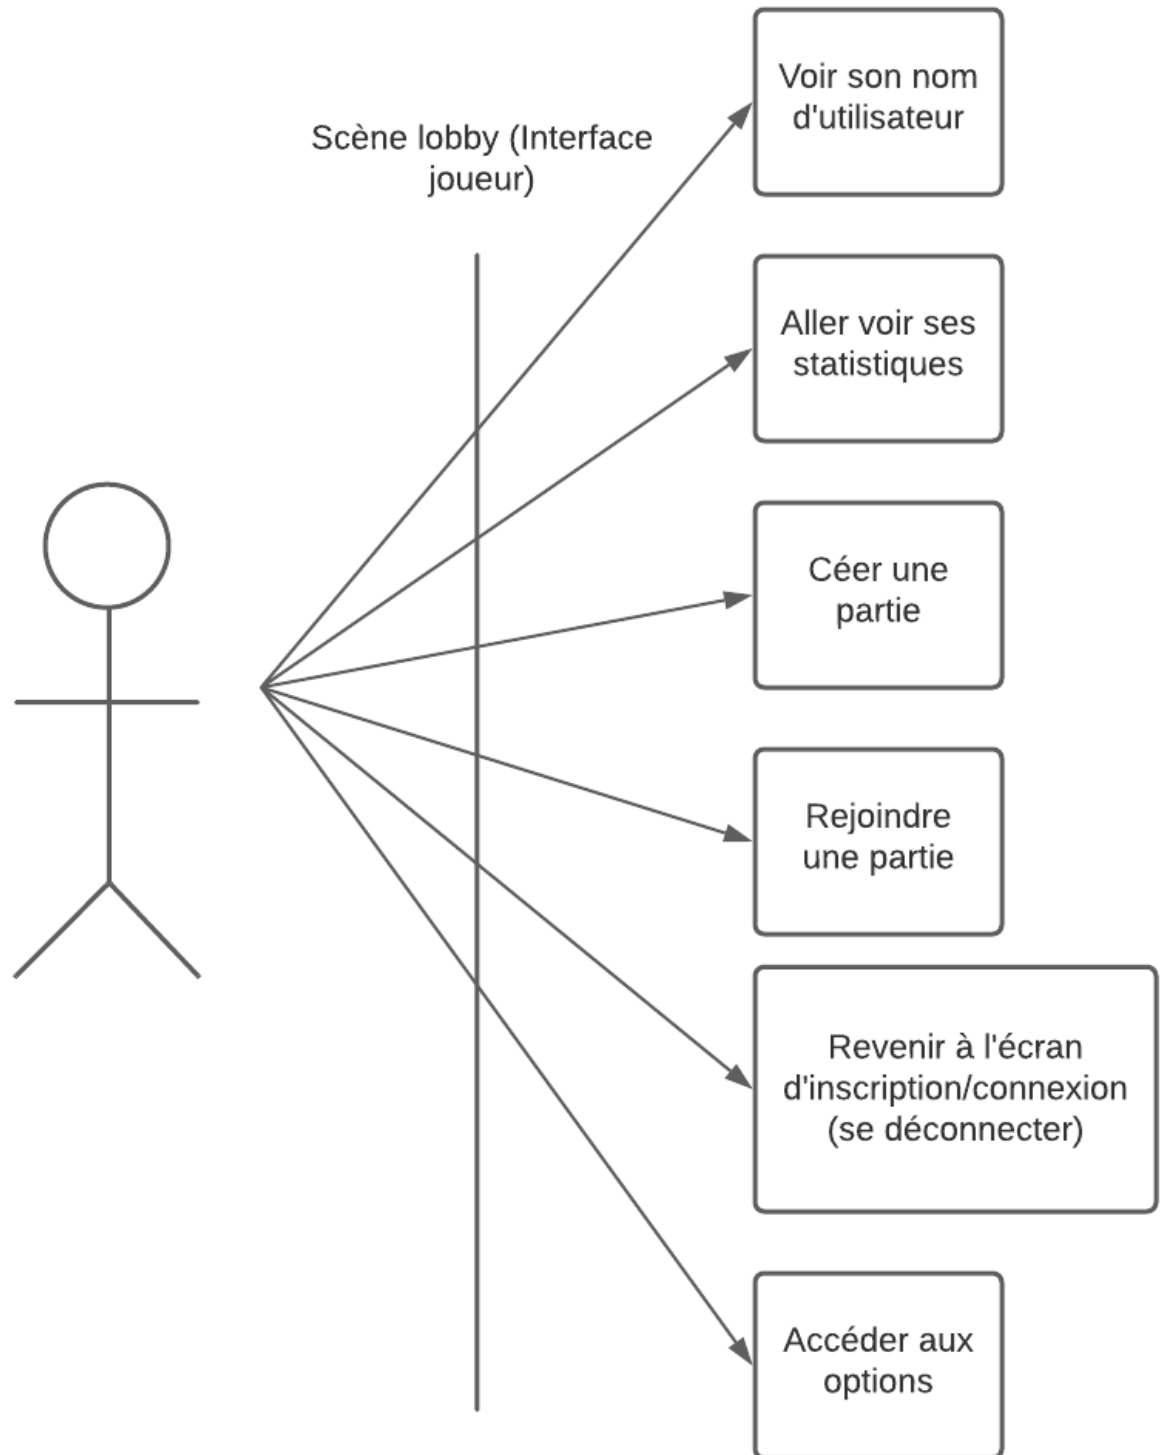 Voir son nom
d'utilisateur
Scène lobby (Interface
joueur)
Aller voir ses
statistiques
Céer une
partie
Rejoindre
une partie
Revenir à l'écran
d'inscription/connexion
(se déconnecter)
Accéder aux
options